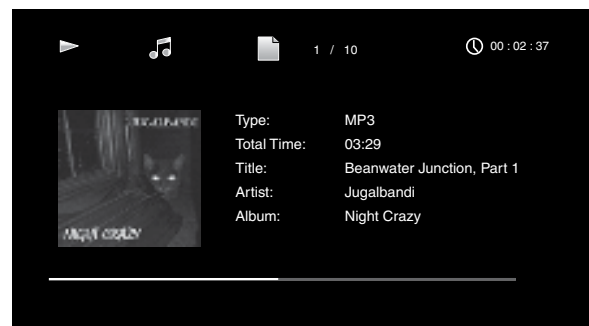 1 / 10
00 : 02 : 37
JUGALBANDI
NIGHT CRAZY
Type: MP3
Total Time: 03:29
Title: Beanwater Junction, Part 1
Artist: Jugalbandi
Album: Night Crazy